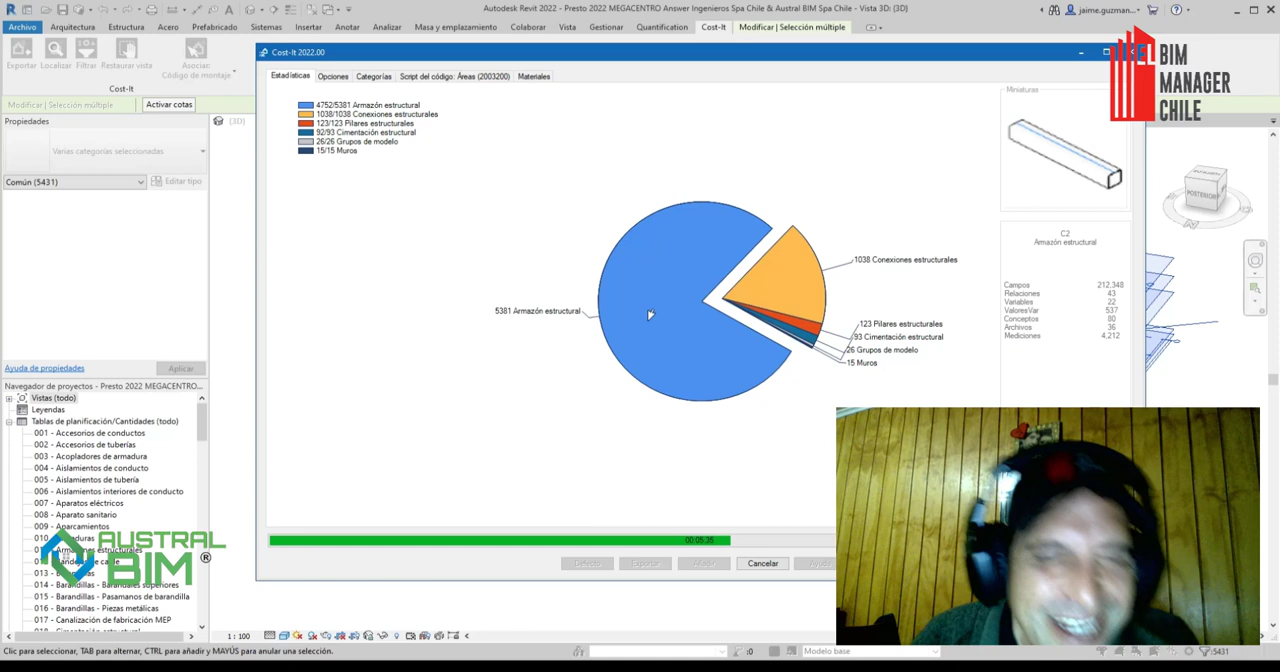 Autodesk Revit 2022 - Presto 2022 MEGACENTRO Answer Ingenieros Spa Chile & Austral BIM Spa Chile - Vista 3D: (3D)
jaime.guzman...
Archivo Arquitectura Estructura Acero Prefabricado Sistemas Insertar Anotar Analizar Masa y emplazamiento Colaborar Vista Gestionar Complementos Quantification Cost-It Modificar | Selección múltiple
Exportar Localizar Filtrar Restaurar vista Asociar:
Código de montaje
Cost-It
Modificar | Selección múltiple Activar cotas
Propiedades
Varias categorías seleccionadas
Común (5431) Editar tipo
Ayuda de propiedades Aplicar
Navegador de proyectos - Presto 2022 MEGACENTRO...
Vistas (todo)
Leyendas
Tablas de planificación/Cantidades (todo)
001 - Accesorios de conductos
002 - Accesorios de tuberías
003 - Acopladores de armadura
004 - Aislamientos de conducto
005 - Aislamientos de tubería
006 - Aislamientos interiores de conducto
007 - Aparatos eléctricos
008 - Aparato sanitario
009 - Aparcamientos
013 -
014 - Barandillas - Barandales superiores
015 - Barandillas - Pasamanos de barandilla
016 - Barandillas - Piezas metálicas
017 - Canalización de fabricación MEP
AUSTRAL
BIM ®
(3D)
Cost-It 2022.00
Estadísticas Opciones Categorías Script del código: Áreas (2003200) Materiales
4752/5381 Armazón estructural
1038/1038 Conexiones estructurales
123/123 Pilares estructurales
92/93 Cimentación estructural
26/26 Grupos de modelo
15/15 Muros
5381 Armazón estructural
1038 Conexiones estructurales
123 Pilares estructurales
93 Cimentación estructural
26 Grupos de modelo
15 Muros
Miniaturas
C2
Armazón estructural
Campos 212,348
Relaciones 43
Variables 22
ValoresVar 537
Conceptos 80
Archivos 36
Mediciones 4,212
00:05:35
Defecto Exportar Añadir Cancelar Ayuda
BIM
MANAGER
CHILE
POSTERIOR
1 : 100
Clic para seleccionar, TAB para alternar, CTRL para añadir y MAYÚS para anular una selección.
:0 Modelo base :5431